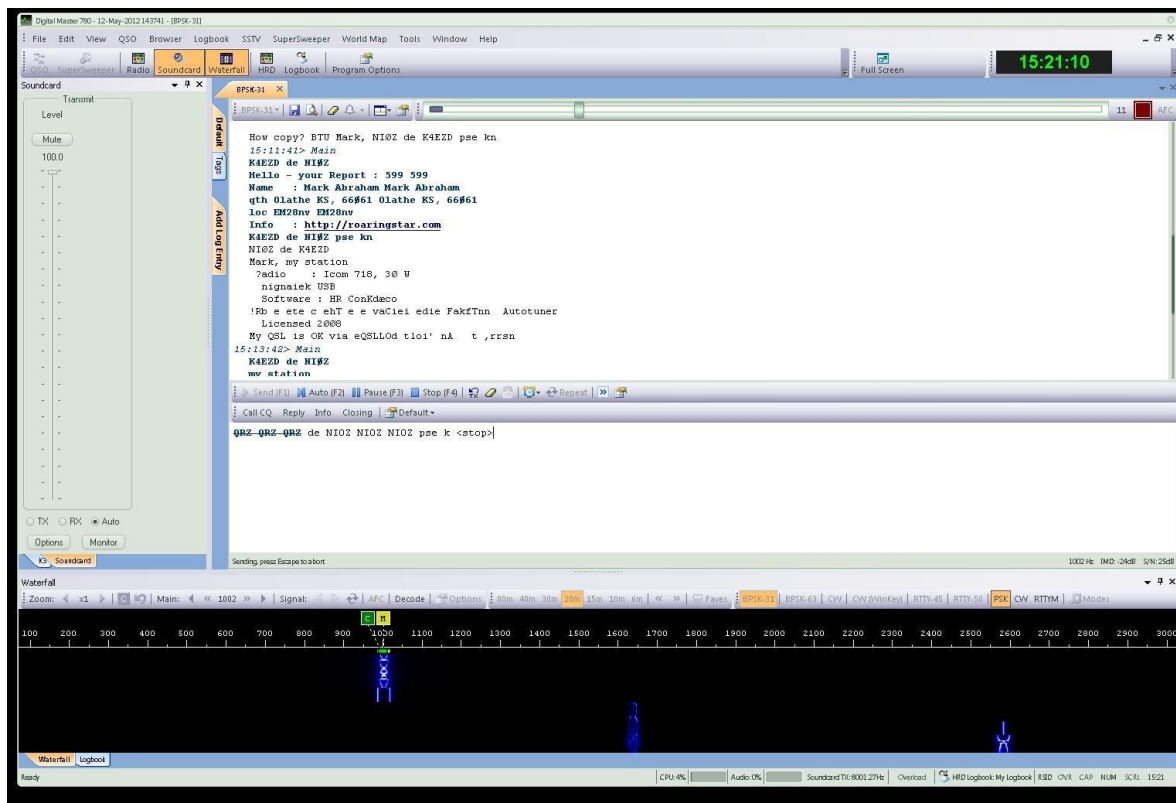 Digital Master 780 - 12-May-2012 143741 - [BPSK-31]
File Edit View QSO Browser Logbook SSTV SuperSweeper World Map Tools Window Help
QSO SuperSweeper Radio Soundcard Waterfall HRD Logbook Program Options Full Screen 15:21:10
Soundcard
Transmit
Level
Mute
100.0
TX RX Auto
Options Monitor
Soundcard
Default
Tags
Add Log Entry
BPSK-31
BPSK-31 11 AFC
How copy? BTU Mark, NIØZ de K4EZD pse kn
15:11:41> Main
K4EZD de NIØZ
Hello - your Report : 599 599
Name : Mark Abraham Mark Abraham
qth Olathe KS, 66Ø61 Olathe KS, 66Ø61
loc EM28nv EM28nv
Info : http://roaringstar.com
K4EZD de NIØZ pse kn
NIØZ de K4EZD
Mark, my station
?adio : Icom 718, 3Ø W
nignaiek USB
Software : HR ConKdæco
!Rb e ete c ehT e e vaCiei edie FakfTnn Autotuner
Licensed 2ØØ8
My QSL is OK via eQSLLOd tloi' nA t ,rrsn
15:13:42> Main
K4EZD de NIØZ
my station
Send (F1) Auto (F2) Pause (F3) Stop (F4) Repeat
Call CQ Reply Info Closing Default
QRZ QRZ QRZ de NIOZ NIOZ NIOZ pse k <stop>
Sending, press Escape to abort 1002 Hz IMD:-24dB S/N:25dB
Waterfall
Zoom: x1 Main: 1002 Signal: AFC Decode Options 80m 40m 30m 20m 15m 10m 6m Faves BPSK-31 BPSK-63 CW CW (WinKey) RTTY-45 RTTY-50 PSK CW RTTYM Modes
C M
100 200 300 400 500 600 700 800 900 1000 1100 1200 1300 1400 1500 1600 1700 1800 1900 2000 2100 2200 2300 2400 2500 2600 2700 2800 2900 3000
Waterfall Logbook
Ready CPU:4% Audio:0% Soundcard TX:8001.27Hz Overload HRD Logbook: My Logbook RSID OVR CAP NUM SCRL 15:21